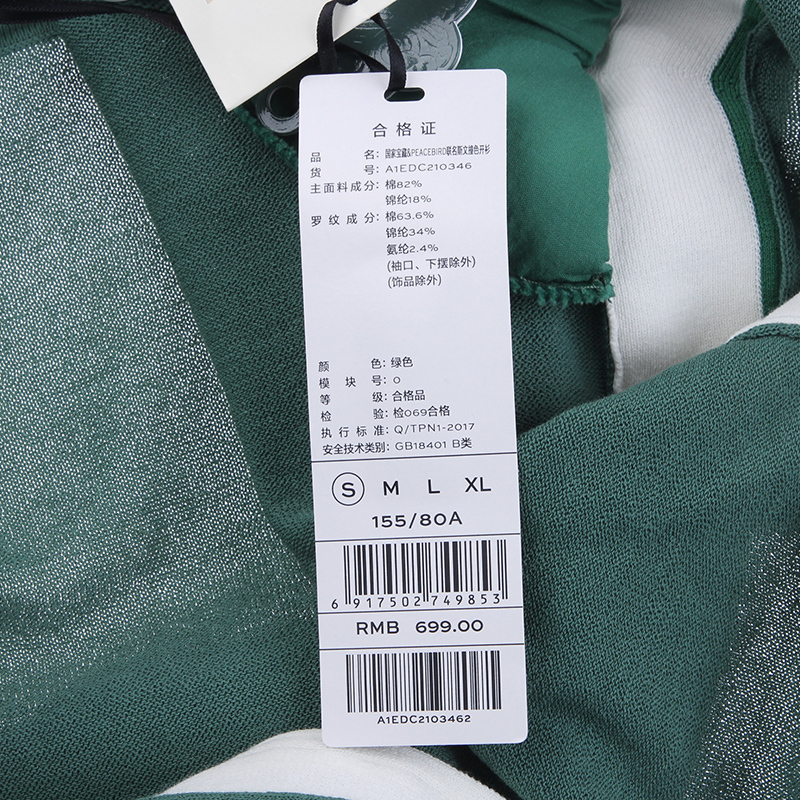 合格证
品名：国家宝藏&PEACEBIRD联名斯文撞色开衫
货号：A1EDC210346
主面料成分：棉82%
锦纶18%
罗纹成分：棉63.6%
锦纶34%
氨纶2.4%
(袖口、下摆除外)
(饰品除外)
颜色：绿色
模块号：0
等级：合格品
检验：检069合格
执行标准：Q/TPN1-2017
安全技术类别：GB18401 B类
S M L XL
155/80A
6 917502 749853
RMB 699.00
A1EDC2103462